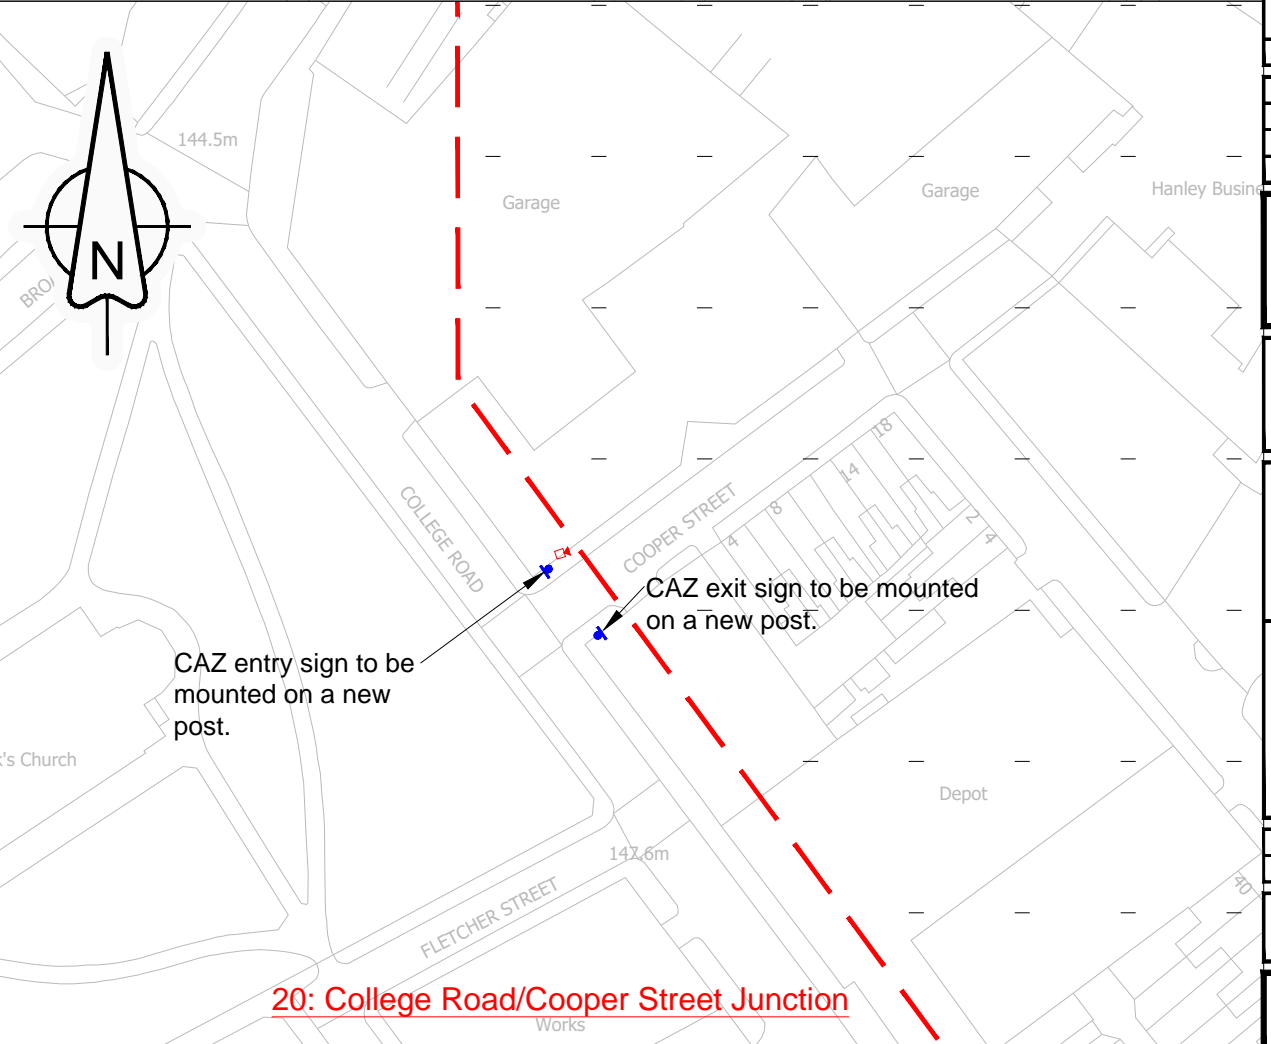 144.5m
Garage
Garage
Hanley Busine
N
BRO
18
14
8
4
2
4
COLLEGE ROAD
COOPER STREET
CAZ exit sign to be mounted
on a new post.
CAZ entry sign to be
mounted on a new
post.
k's Church
Depot
147.6m
40
FLETCHER STREET
20: College Road/Cooper Street Junction
Works